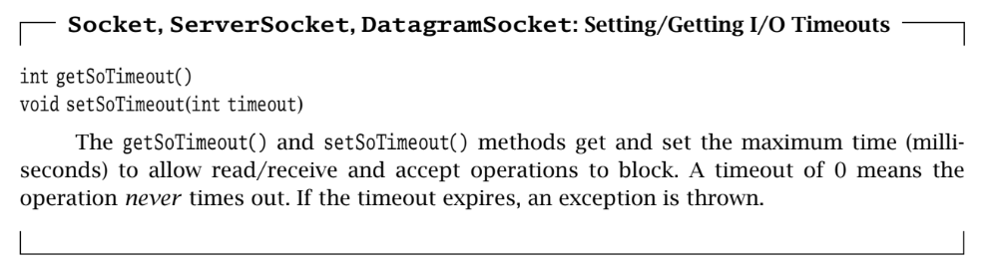 Socket, ServerSocket, DatagramSocket: Setting/Getting I/O Timeouts
int getSoTimeout()
void setSoTimeout(int timeout)
The getSoTimeout() and setSoTimeout() methods get and set the maximum time (milli-
seconds) to allow read/receive and accept operations to block. A timeout of 0 means the
operation never times out. If the timeout expires, an exception is thrown.